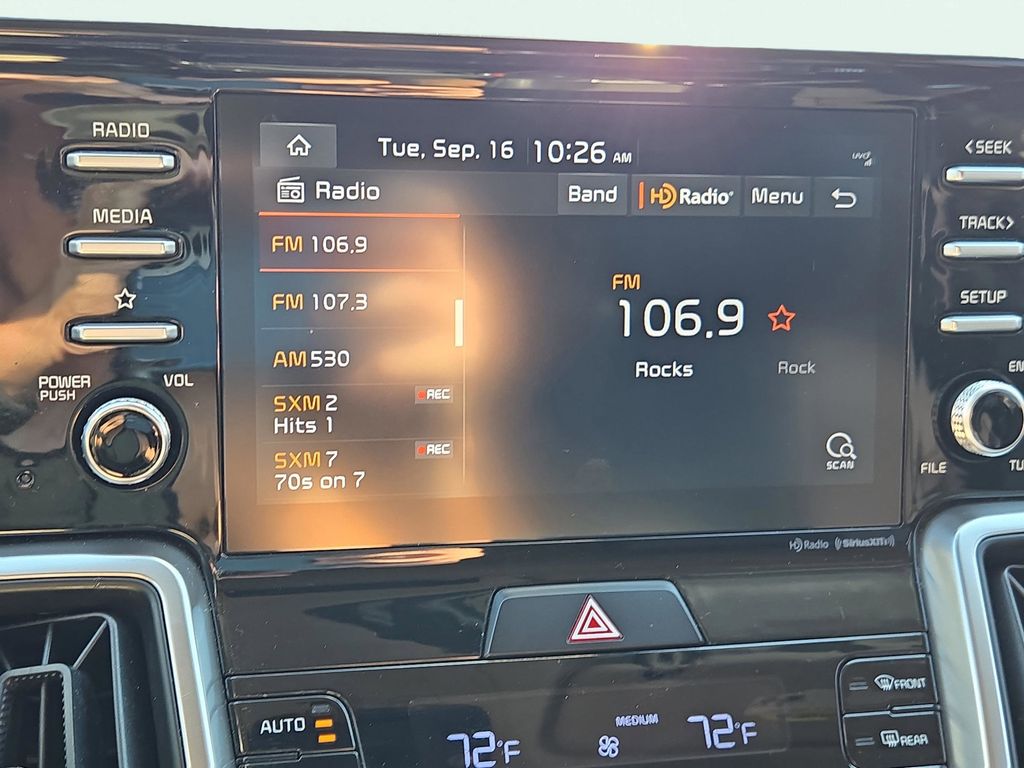 RADIO
MEDIA
POWER
PUSH
VOL
Tue, Sep. 16 10:26 AM
UVO
Radio
Band
HD Radio
Menu
FM 106.9
FM 107.3
AM 530
SXM 2 REC
Hits 1
SXM 7 REC
70s on 7
FM
106.9
Rocks Rock
SCAN
HD Radio ((SiriusXM))
<SEEK
TRACK>
SETUP
FILE
AUTO
72°F
MEDIUM
72°F
FRONT
REAR